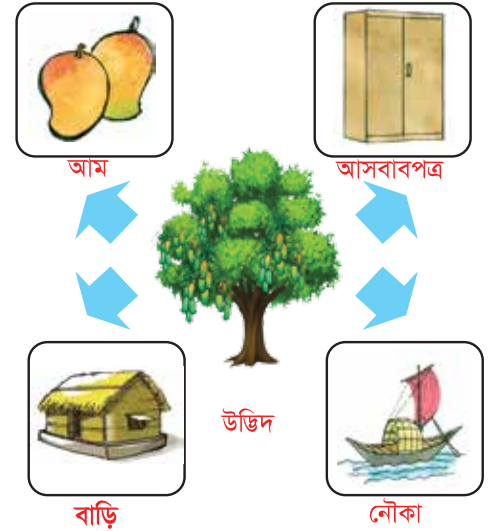 আম
আসবাবপত্র
উদ্ভিদ
বাড়ি
নৌকা